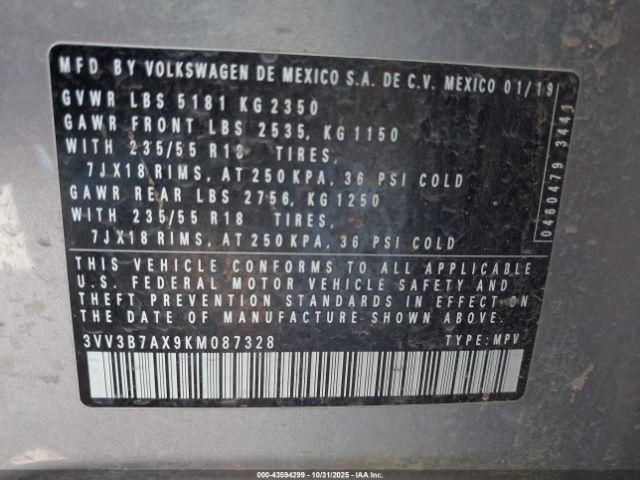 MFD BY VOLKSWAGEN DE MEXICO S.A. DE C.V. MEXICO 01/19
GVWR LBS 5181 KG 2350
GAWR FRONT LBS 2535, KG 1150
WITH 235/55 R18 TIRES,
7JX18 RIMS, AT 250 KPA, 36 PSI COLD
GAWR REAR LBS 2756, KG 1250
WITH 235/55 R18 TIRES,
7JX18 RIMS, AT 250 KPA, 36 PSI COLD
0460479 3441
THIS VEHICLE CONFORMS TO ALL APPLICABLE
U.S. FEDERAL MOTOR VEHICLE SAFETY AND
THEFT PREVENTION STANDARDS IN EFFECT ON
THE DATE OF MANUFACTURE SHOWN ABOVE.
3VV3B7AX9KM087328 TYPE: MPV
000-43594299 - 10/31/2025 - IAA Inc.